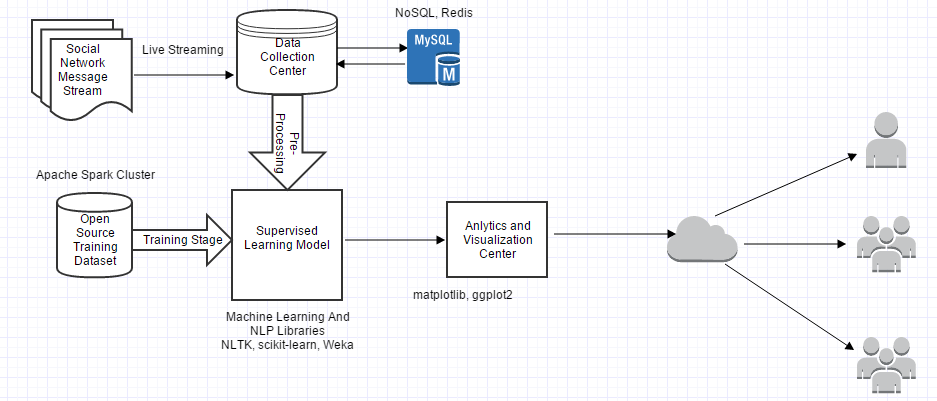 NoSQL, Redis
Social
Network
Message
Stream
Live Streaming
Data
Collection
Center
MySQL
M
Pre-
Processing
Apache Spark Cluster
Open
Source
Training
Dataset
Training Stage
Supervised
Learning Model
Anlytics and
Visualization
Center
matplotlib, ggplot2
Machine Learning And
NLP Libraries
NLTK, scikit-learn, Weka